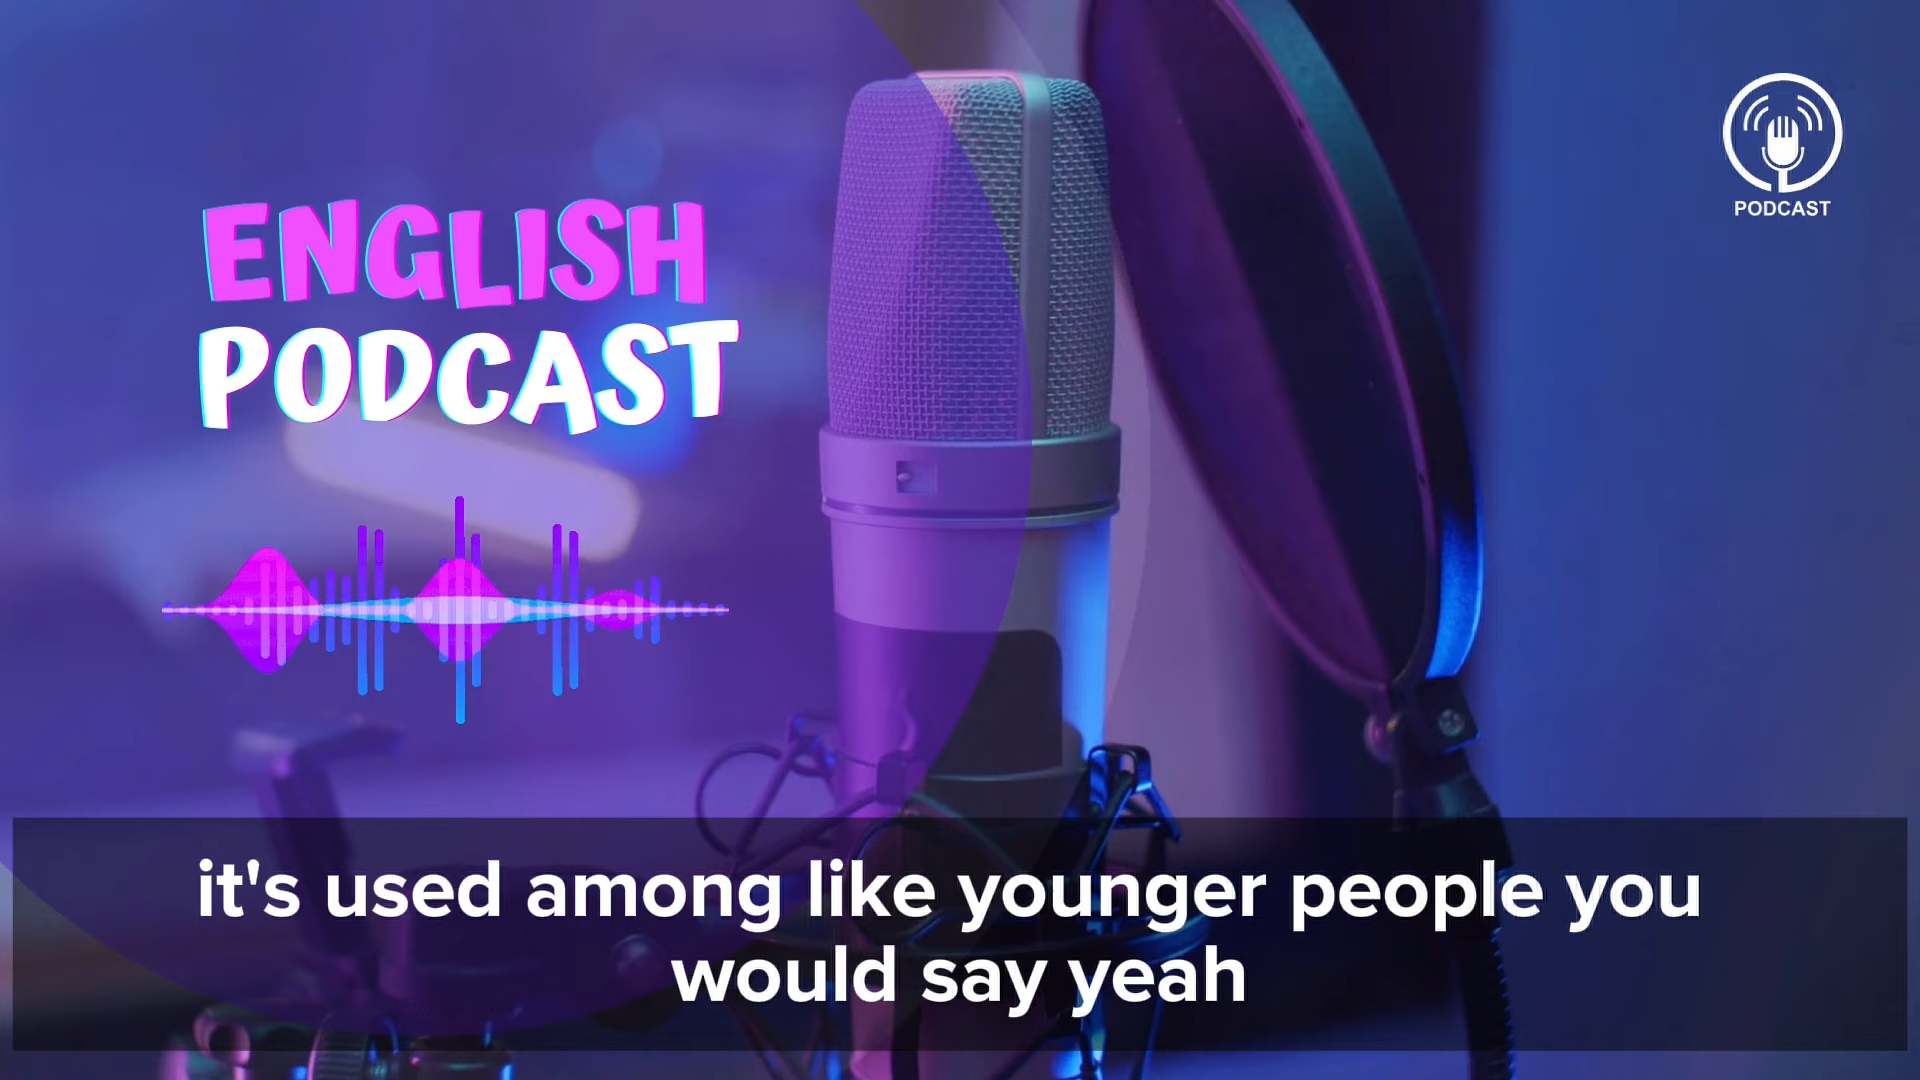 ENGLISH
PODCAST
PODCAST
it's used among like younger people you
would say yeah